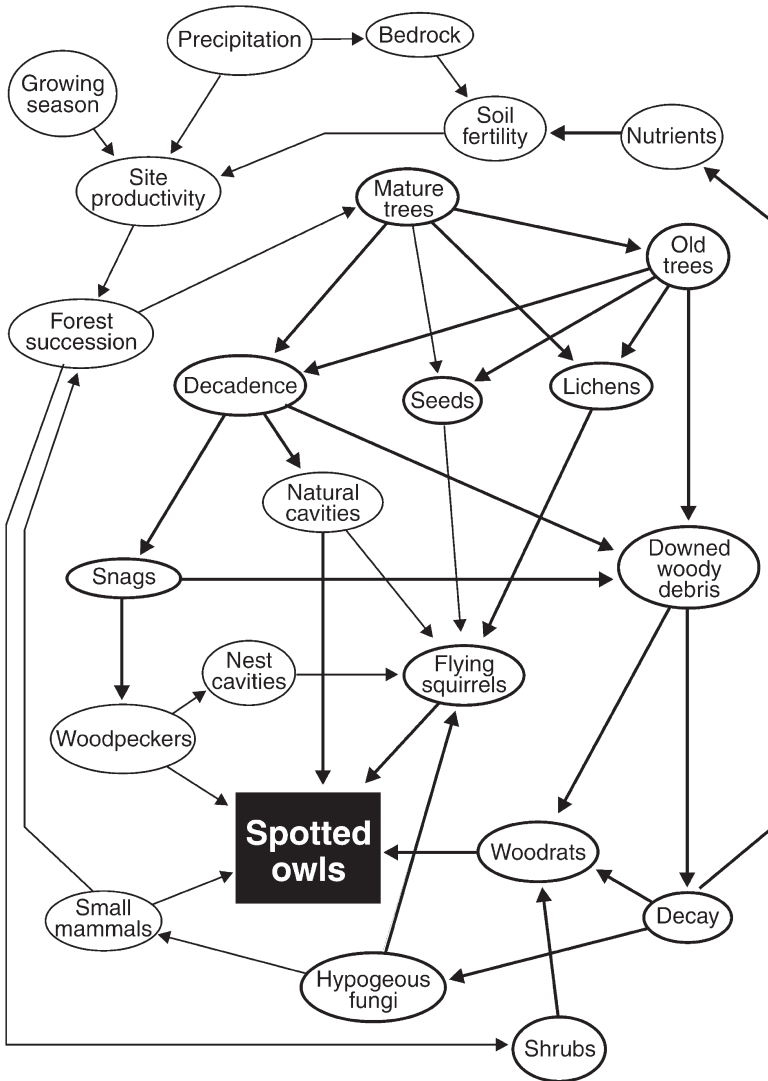 Precipitation
Bedrock
Growing
season
Soil
fertility
Nutrients
Site
productivity
Mature
trees
Old
trees
Forest
succession
Decadence
Seeds
Lichens
Natural
cavities
Downed
woody
debris
Snags
Nest
cavities
Flying
squirrels
Woodpeckers
Spotted
owls
Woodrats
Small
mammals
Decay
Hypogeous
fungi
Shrubs